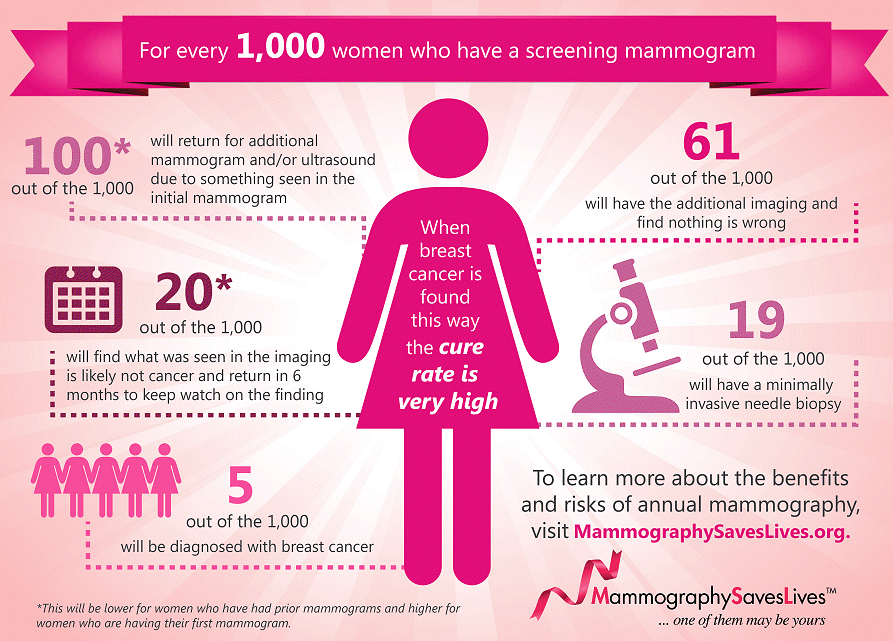 For every 1,000 women who have a screening mammogram
100*
out of the 1,000
will return for additional
mammogram and/or ultrasound
due to something seen in the
initial mammogram
61
out of the 1,000
will have the additional imaging and
find nothing is wrong
When
breast
cancer is
found
this way
the cure
rate is
very high
20*
out of the 1,000
will find what was seen in the imaging
is likely not cancer and return in 6
months to keep watch on the finding
19
out of the 1,000
will have a minimally
invasive needle biopsy
5
out of the 1,000
will be diagnosed with breast cancer
To learn more about the benefits
and risks of annual mammography,
visit MammographySavesLives.org.
*This will be lower for women who have had prior mammograms and higher for
women who are having their first mammogram.
MammographySavesLives™
... one of them may be yours